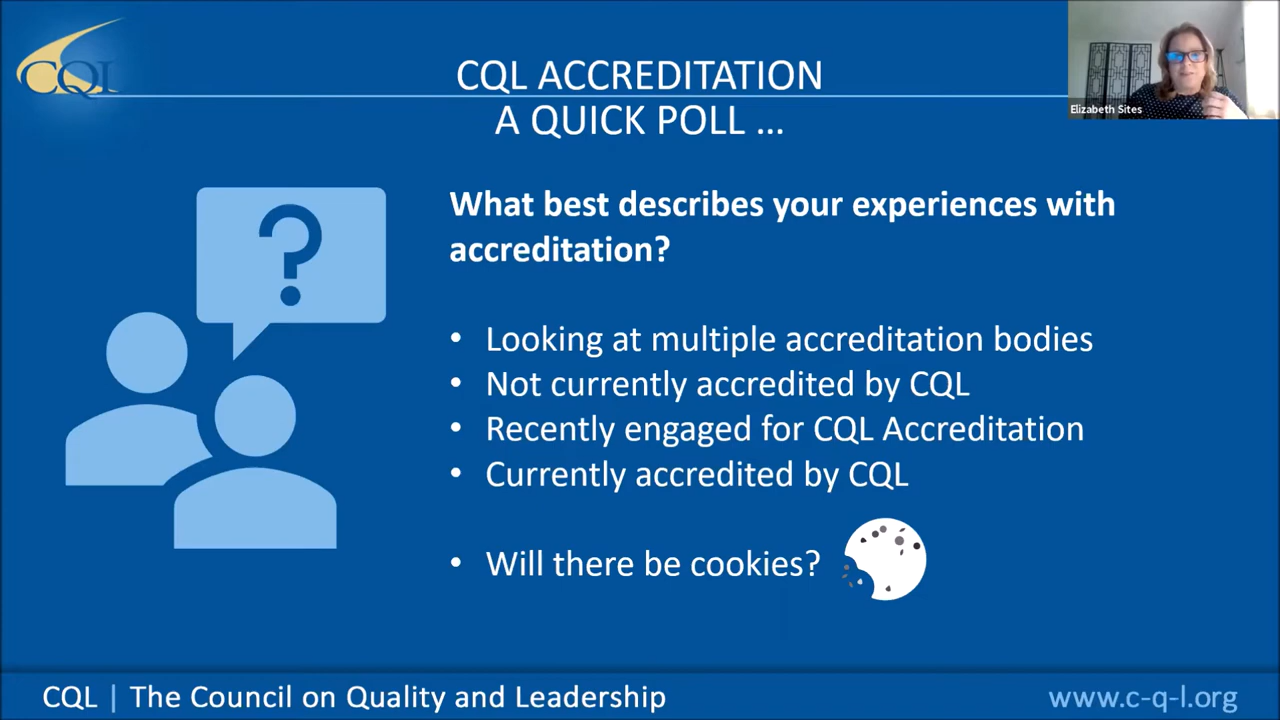 CQL
Elizabeth Sites
CQL ACCREDITATION
A QUICK POLL ...
?
What best describes your experiences with
accreditation?
• Looking at multiple accreditation bodies
• Not currently accredited by CQL
• Recently engaged for CQL Accreditation
• Currently accredited by CQL
• Will there be cookies?
CQL | The Council on Quality and Leadership
www.c-q-l.org